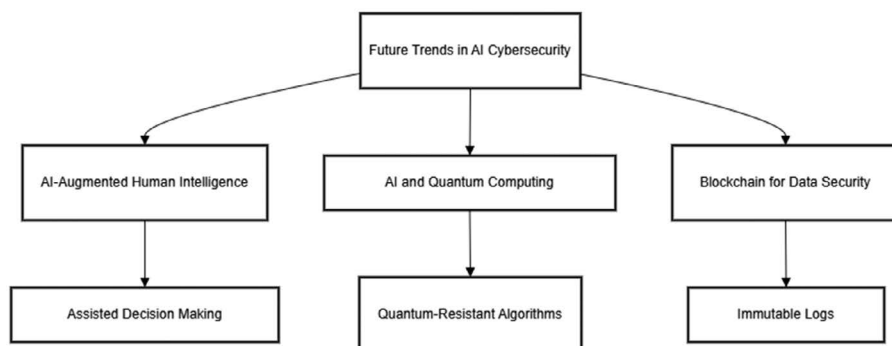 Future Trends in AI Cybersecurity
AI-Augmented Human Intelligence
AI and Quantum Computing
Blockchain for Data Security
Assisted Decision Making
Quantum-Resistant Algorithms
Immutable Logs